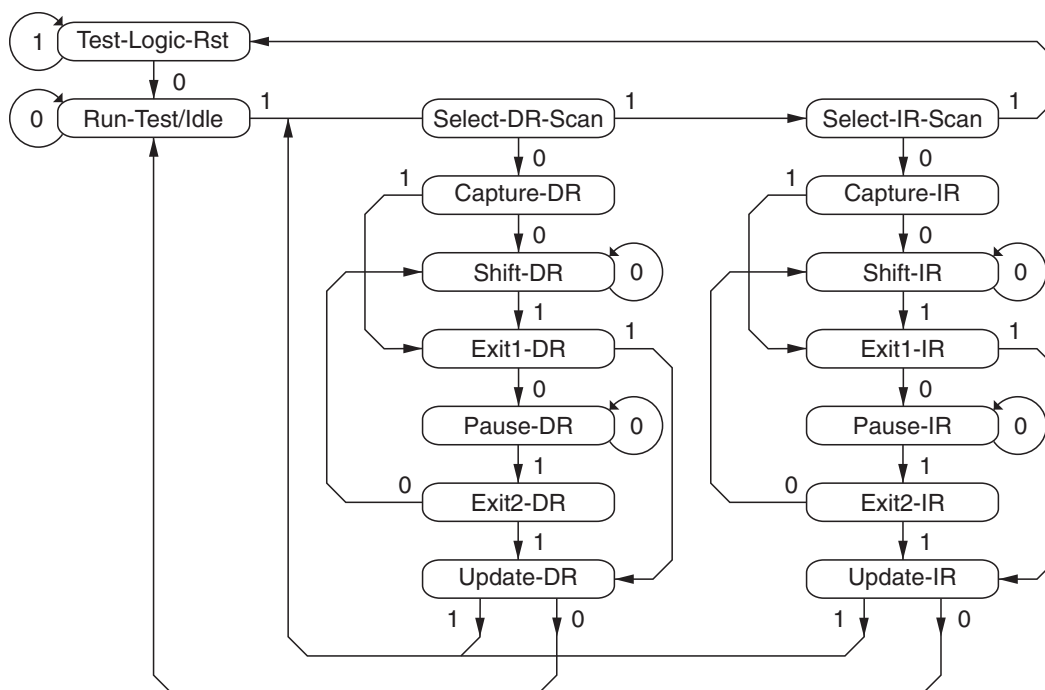 1 Test-Logic-Rst
0
0 Run-Test/Idle 1 Select-DR-Scan 1 Select-IR-Scan 1
0 0
1 Capture-DR 1 Capture-IR
0 0
Shift-DR 0 Shift-IR 0
1 1
Exit1-DR 1 Exit1-IR 1
0 0
Pause-DR 0 Pause-IR 0
1 1
0 Exit2-DR 0 Exit2-IR
1 1
Update-DR Update-IR
1 0 1 0